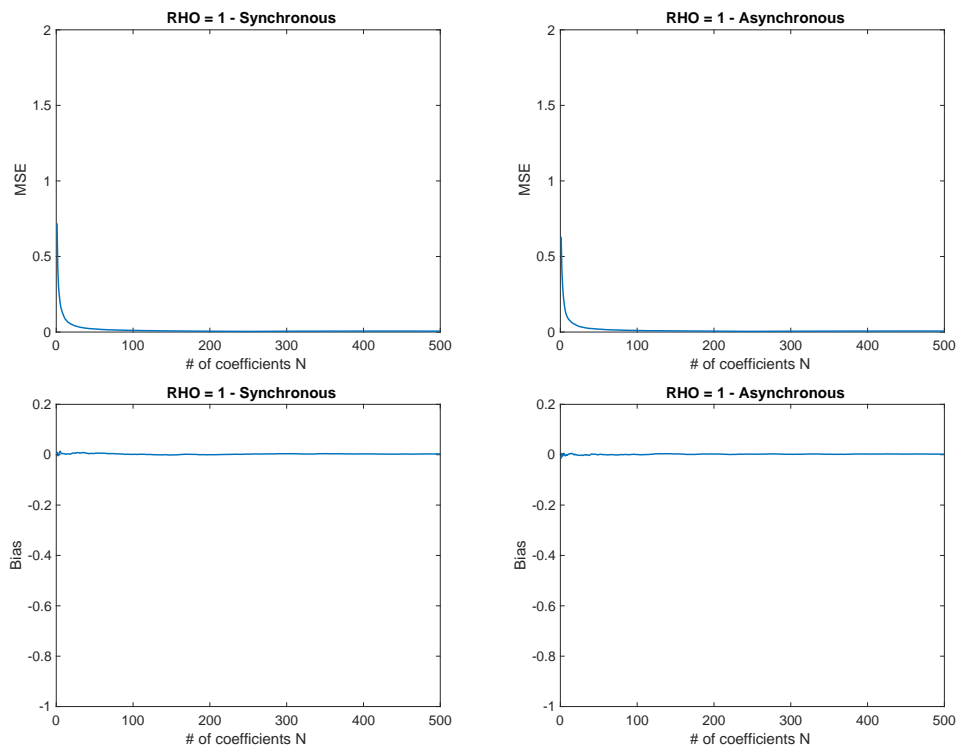 RHO = 1 - Synchronous
2
1.5
1
0.5
0
MSE
0 100 200 300 400 500
# of coefficients N
RHO = 1 - Asynchronous
2
1.5
1
0.5
0
MSE
0 100 200 300 400 500
# of coefficients N
RHO = 1 - Synchronous
0.2
0
-0.2
-0.4
-0.6
-0.8
-1
Bias
0 100 200 300 400 500
# of coefficients N
RHO = 1 - Asynchronous
0.2
0
-0.2
-0.4
-0.6
-0.8
-1
Bias
0 100 200 300 400 500
# of coefficients N